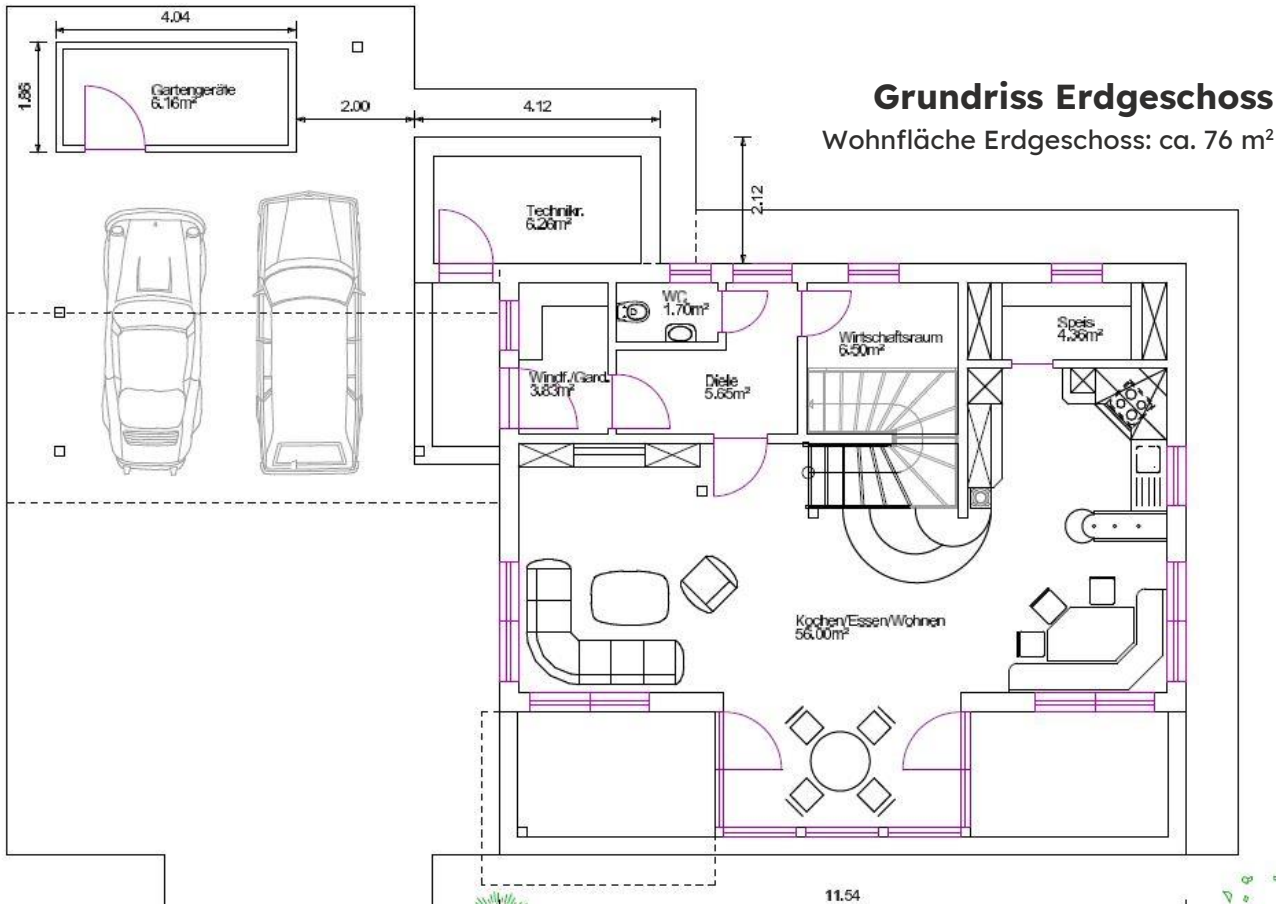 4.04
Gartengeräte
6.16m²
1.86
2.00
4.12
Grundriss Erdgeschoss
Wohnfläche Erdgeschoss: ca. 76 m²
2.12
Technikr.
6.26m²
WC
1.70m²
Wirtschaftsraum
6.50m²
Speis
4.36m²
Windf./Gard.
3.83m²
Diele
5.65m²
Kochen/Essen/Wohnen
56.00m²
11.54